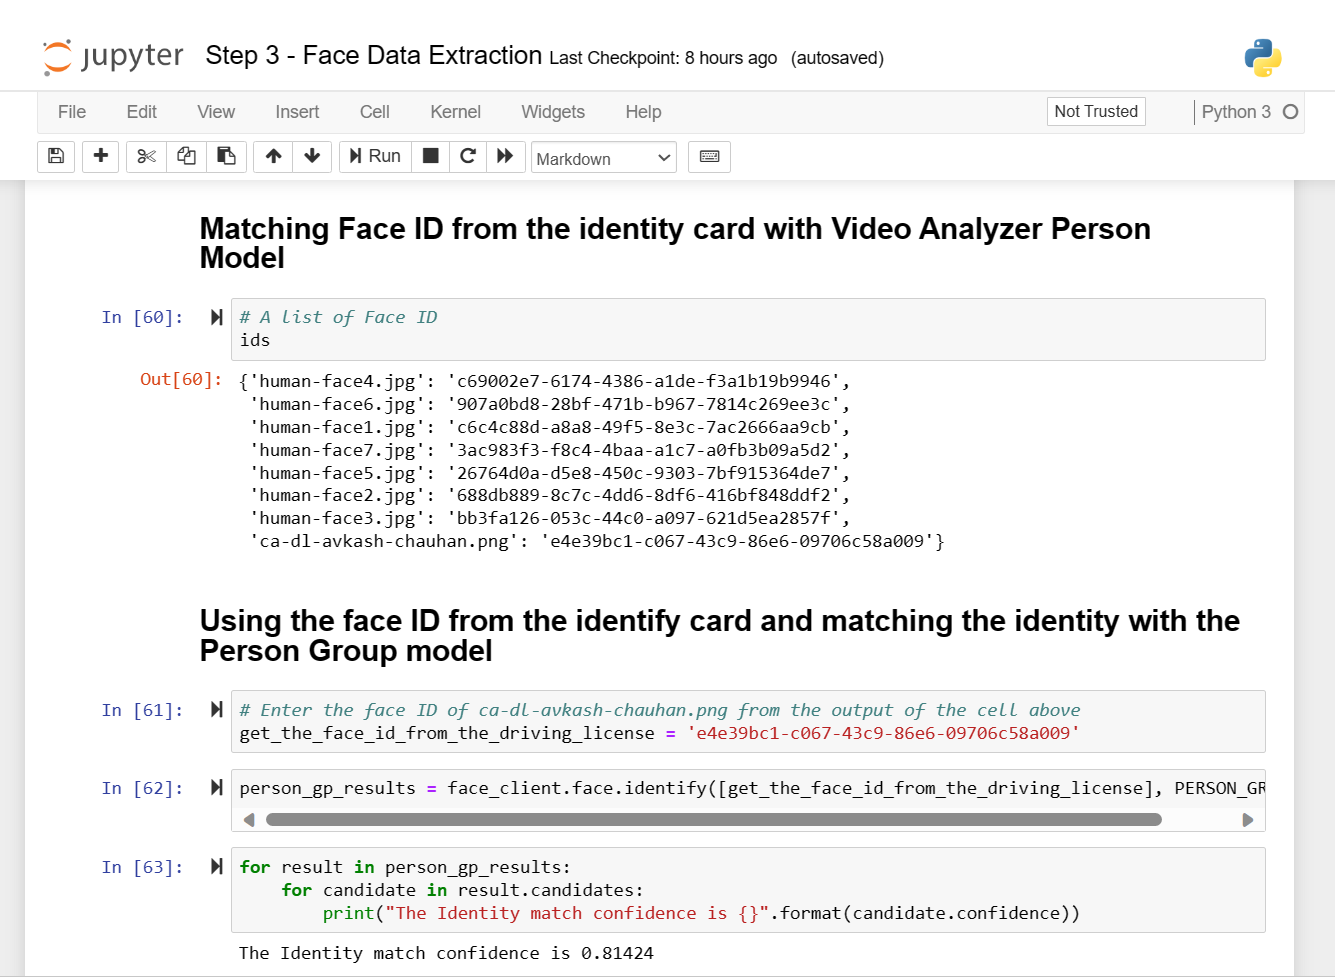 jupyter Step 3 - Face Data Extraction Last Checkpoint: 8 hours ago (autosaved)
File Edit View Insert Cell Kernel Widgets Help Not Trusted Python 3
Run Markdown
Matching Face ID from the identity card with Video Analyzer Person
Model
In [60]: # A list of Face ID
ids
Out[60]: {'human-face4.jpg': 'c69002e7-6174-4386-a1de-f3a1b19b9946',
'human-face6.jpg': '907a0bd8-28bf-471b-b967-7814c269ee3c',
'human-face1.jpg': 'c6c4c88d-a8a8-49f5-8e3c-7ac2666aa9cb',
'human-face7.jpg': '3ac983f3-f8c4-4baa-a1c7-a0fb3b09a5d2',
'human-face5.jpg': '26764d0a-d5e8-450c-9303-7bf915364de7',
'human-face2.jpg': '688db889-8c7c-4dd6-8df6-416bf848ddf2',
'human-face3.jpg': 'bb3fa126-053c-44c0-a097-621d5ea2857f',
'ca-dl-avkash-chauhan.png': 'e4e39bc1-c067-43c9-86e6-09706c58a009'}
Using the face ID from the identify card and matching the identity with the
Person Group model
In [61]: # Enter the face ID of ca-dl-avkash-chauhan.png from the output of the cell above
get_the_face_id_from_the_driving_license = 'e4e39bc1-c067-43c9-86e6-09706c58a009'
In [62]: person_gp_results = face_client.face.identify([get_the_face_id_from_the_driving_license], PERSON_GR
In [63]: for result in person_gp_results:
for candidate in result.candidates:
print("The Identity match confidence is {}".format(candidate.confidence))
The Identity match confidence is 0.81424